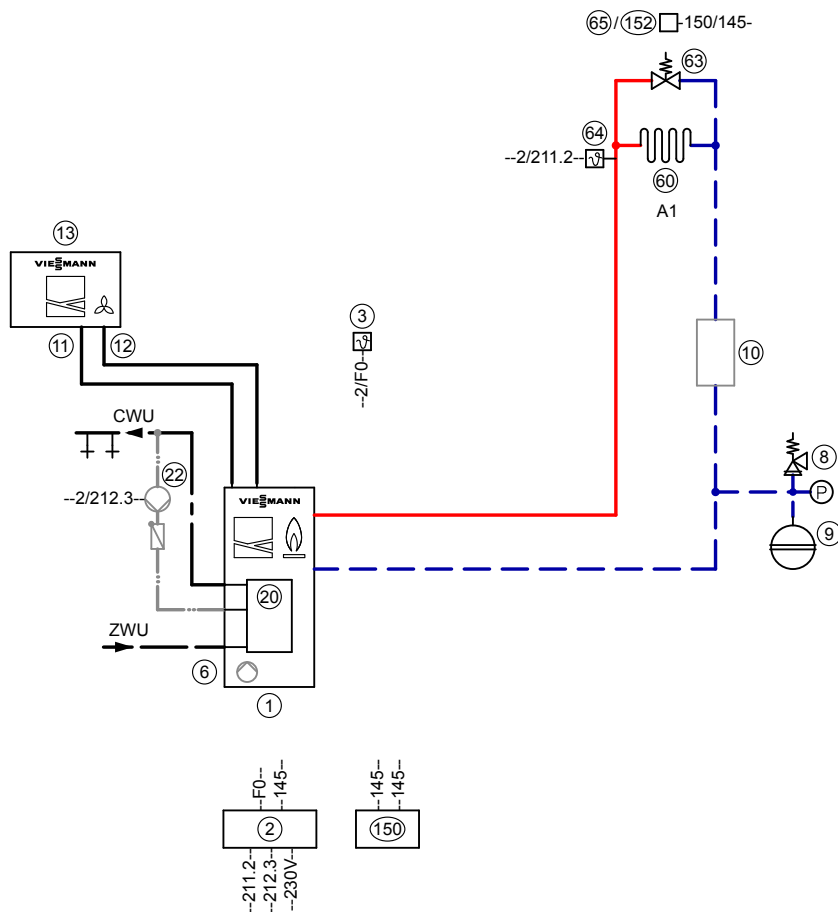 65 / 152 -150/145-
63
64
--2/211.2--
60
A1
13
VIESSMANN
3
11
12
10
--2/F0--
CWU
22
8
--2/212.3--
VIESSMANN
P
9
20
ZWU
6
1
--F0--
--145---
--145---
--145---
2
150
--211.2--
--212.3--
--230V--